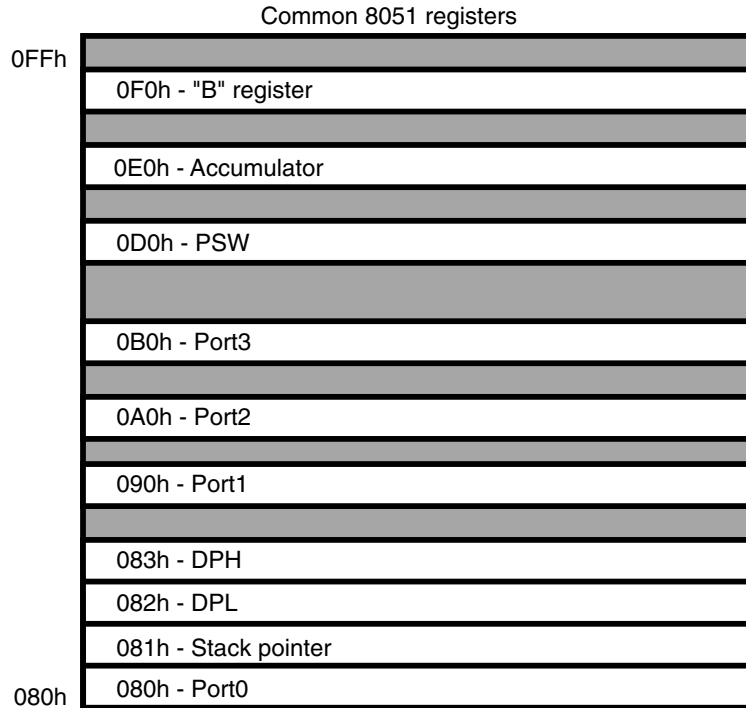 Common 8051 registers
0FFh
0F0h - "B" register
0E0h - Accumulator
0D0h - PSW
0B0h - Port3
0A0h - Port2
090h - Port1
083h - DPH
082h - DPL
081h - Stack pointer
080h - Port0
080h